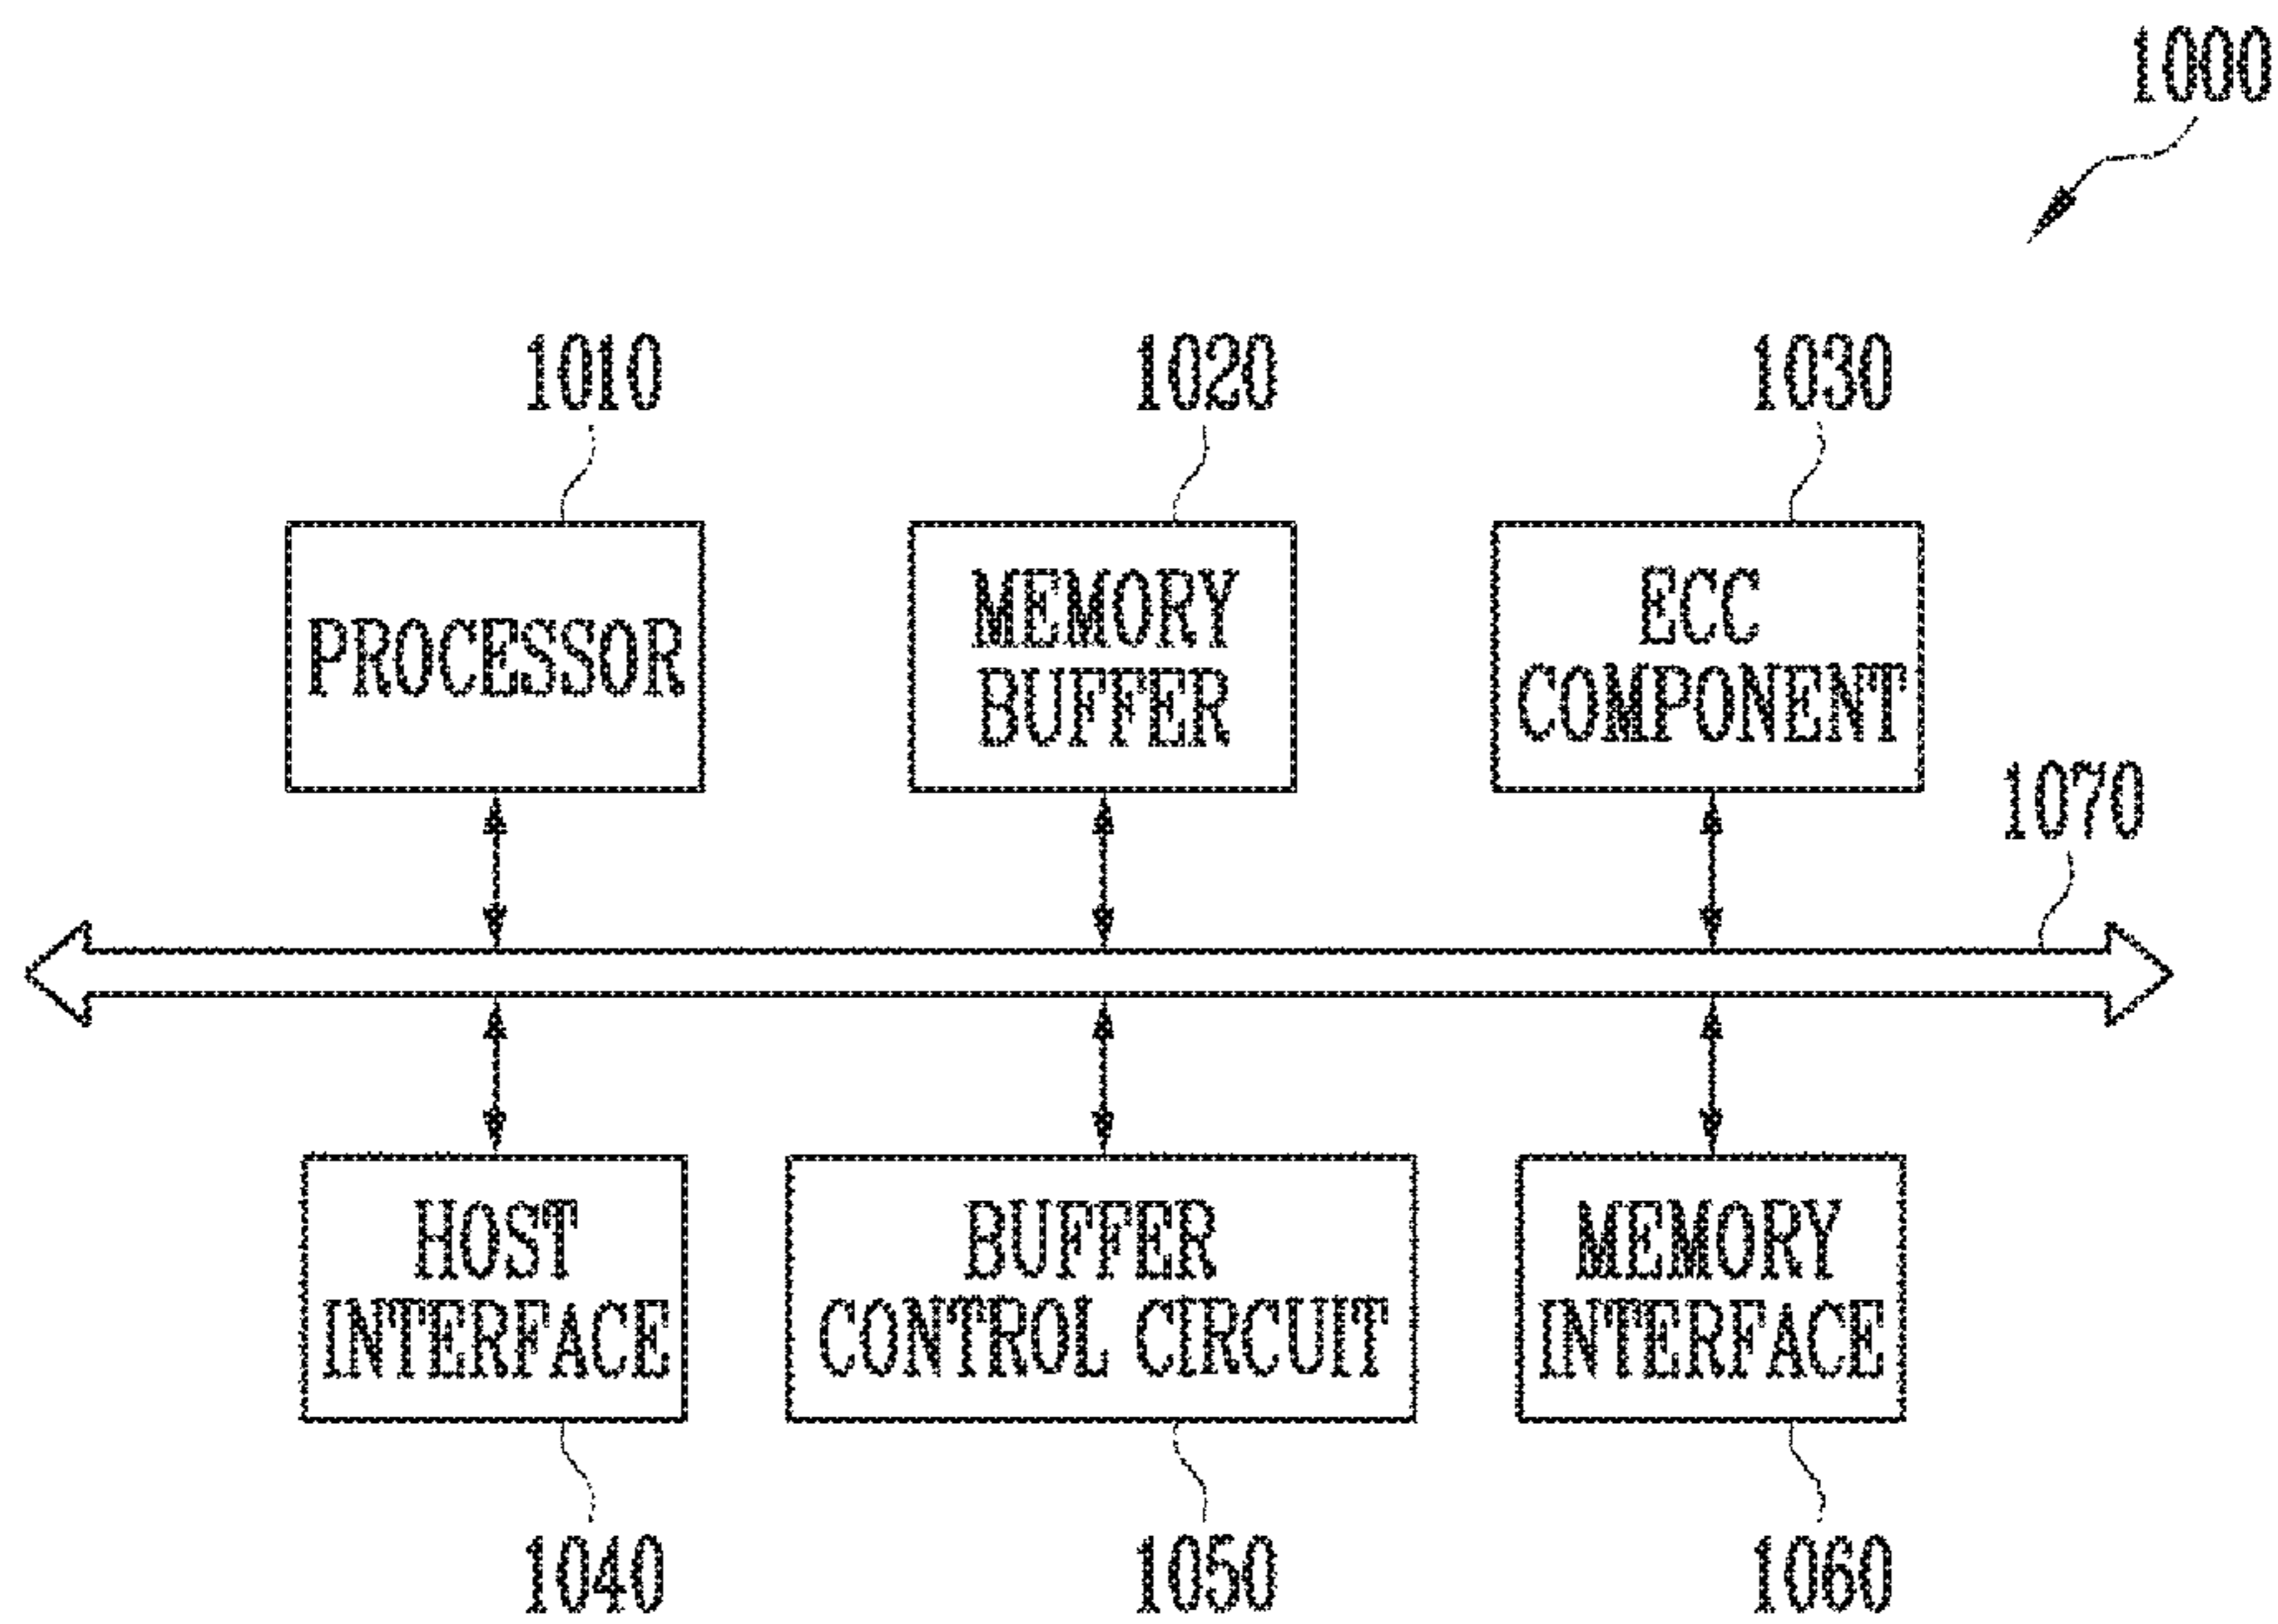 1000
1010
1020
1030
PROCESSOR
MEMORY
BUFFER
ECC
COMPONENT
1070
HOST
INTERFACE
BUFFER
CONTROL CIRCUIT
MEMORY
INTERFACE
1040
1050
1060